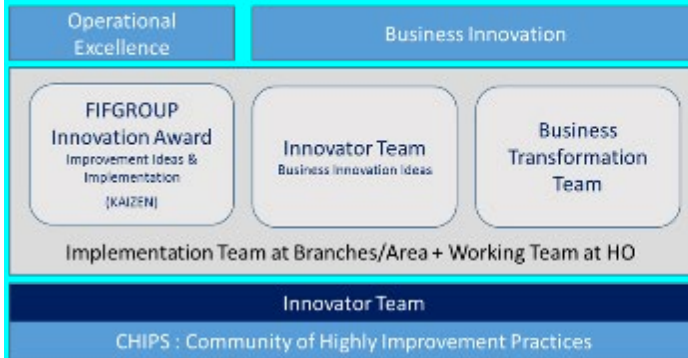 Operational
Excellence
Business Innovation
FIFGROUP
Innovation Award
Improvement Ideas &
Implementation
(KAIZEN)
Innovator Team
Business Innovation Ideas
Business
Transformation
Team
Implementation Team at Branches/Area + Working Team at HO
Innovator Team
CHIPS : Community of Highly Improvement Practices